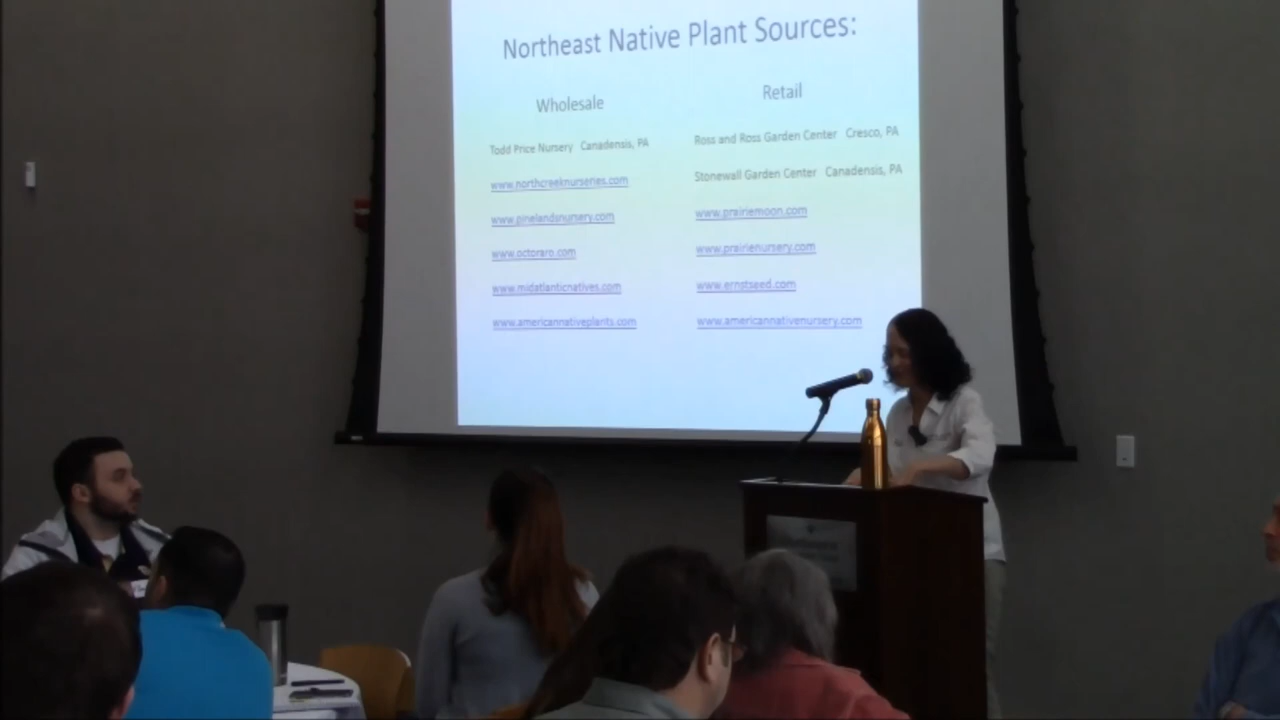 Northeast Native Plant Sources:
Wholesale
Todd Price Nursery Canadensis, PA
www.northcreeknurseries.com
www.pinelandsnursery.com
www.octoraro.com
www.midatlanticnatives.com
www.americannativeplants.com
Retail
Ross and Ross Garden Center Cresco, PA
Stonewall Garden Center Canadensis, PA
www.prairiemoon.com
www.prairienursery.com
www.ernstseed.com
www.americannativenursery.com